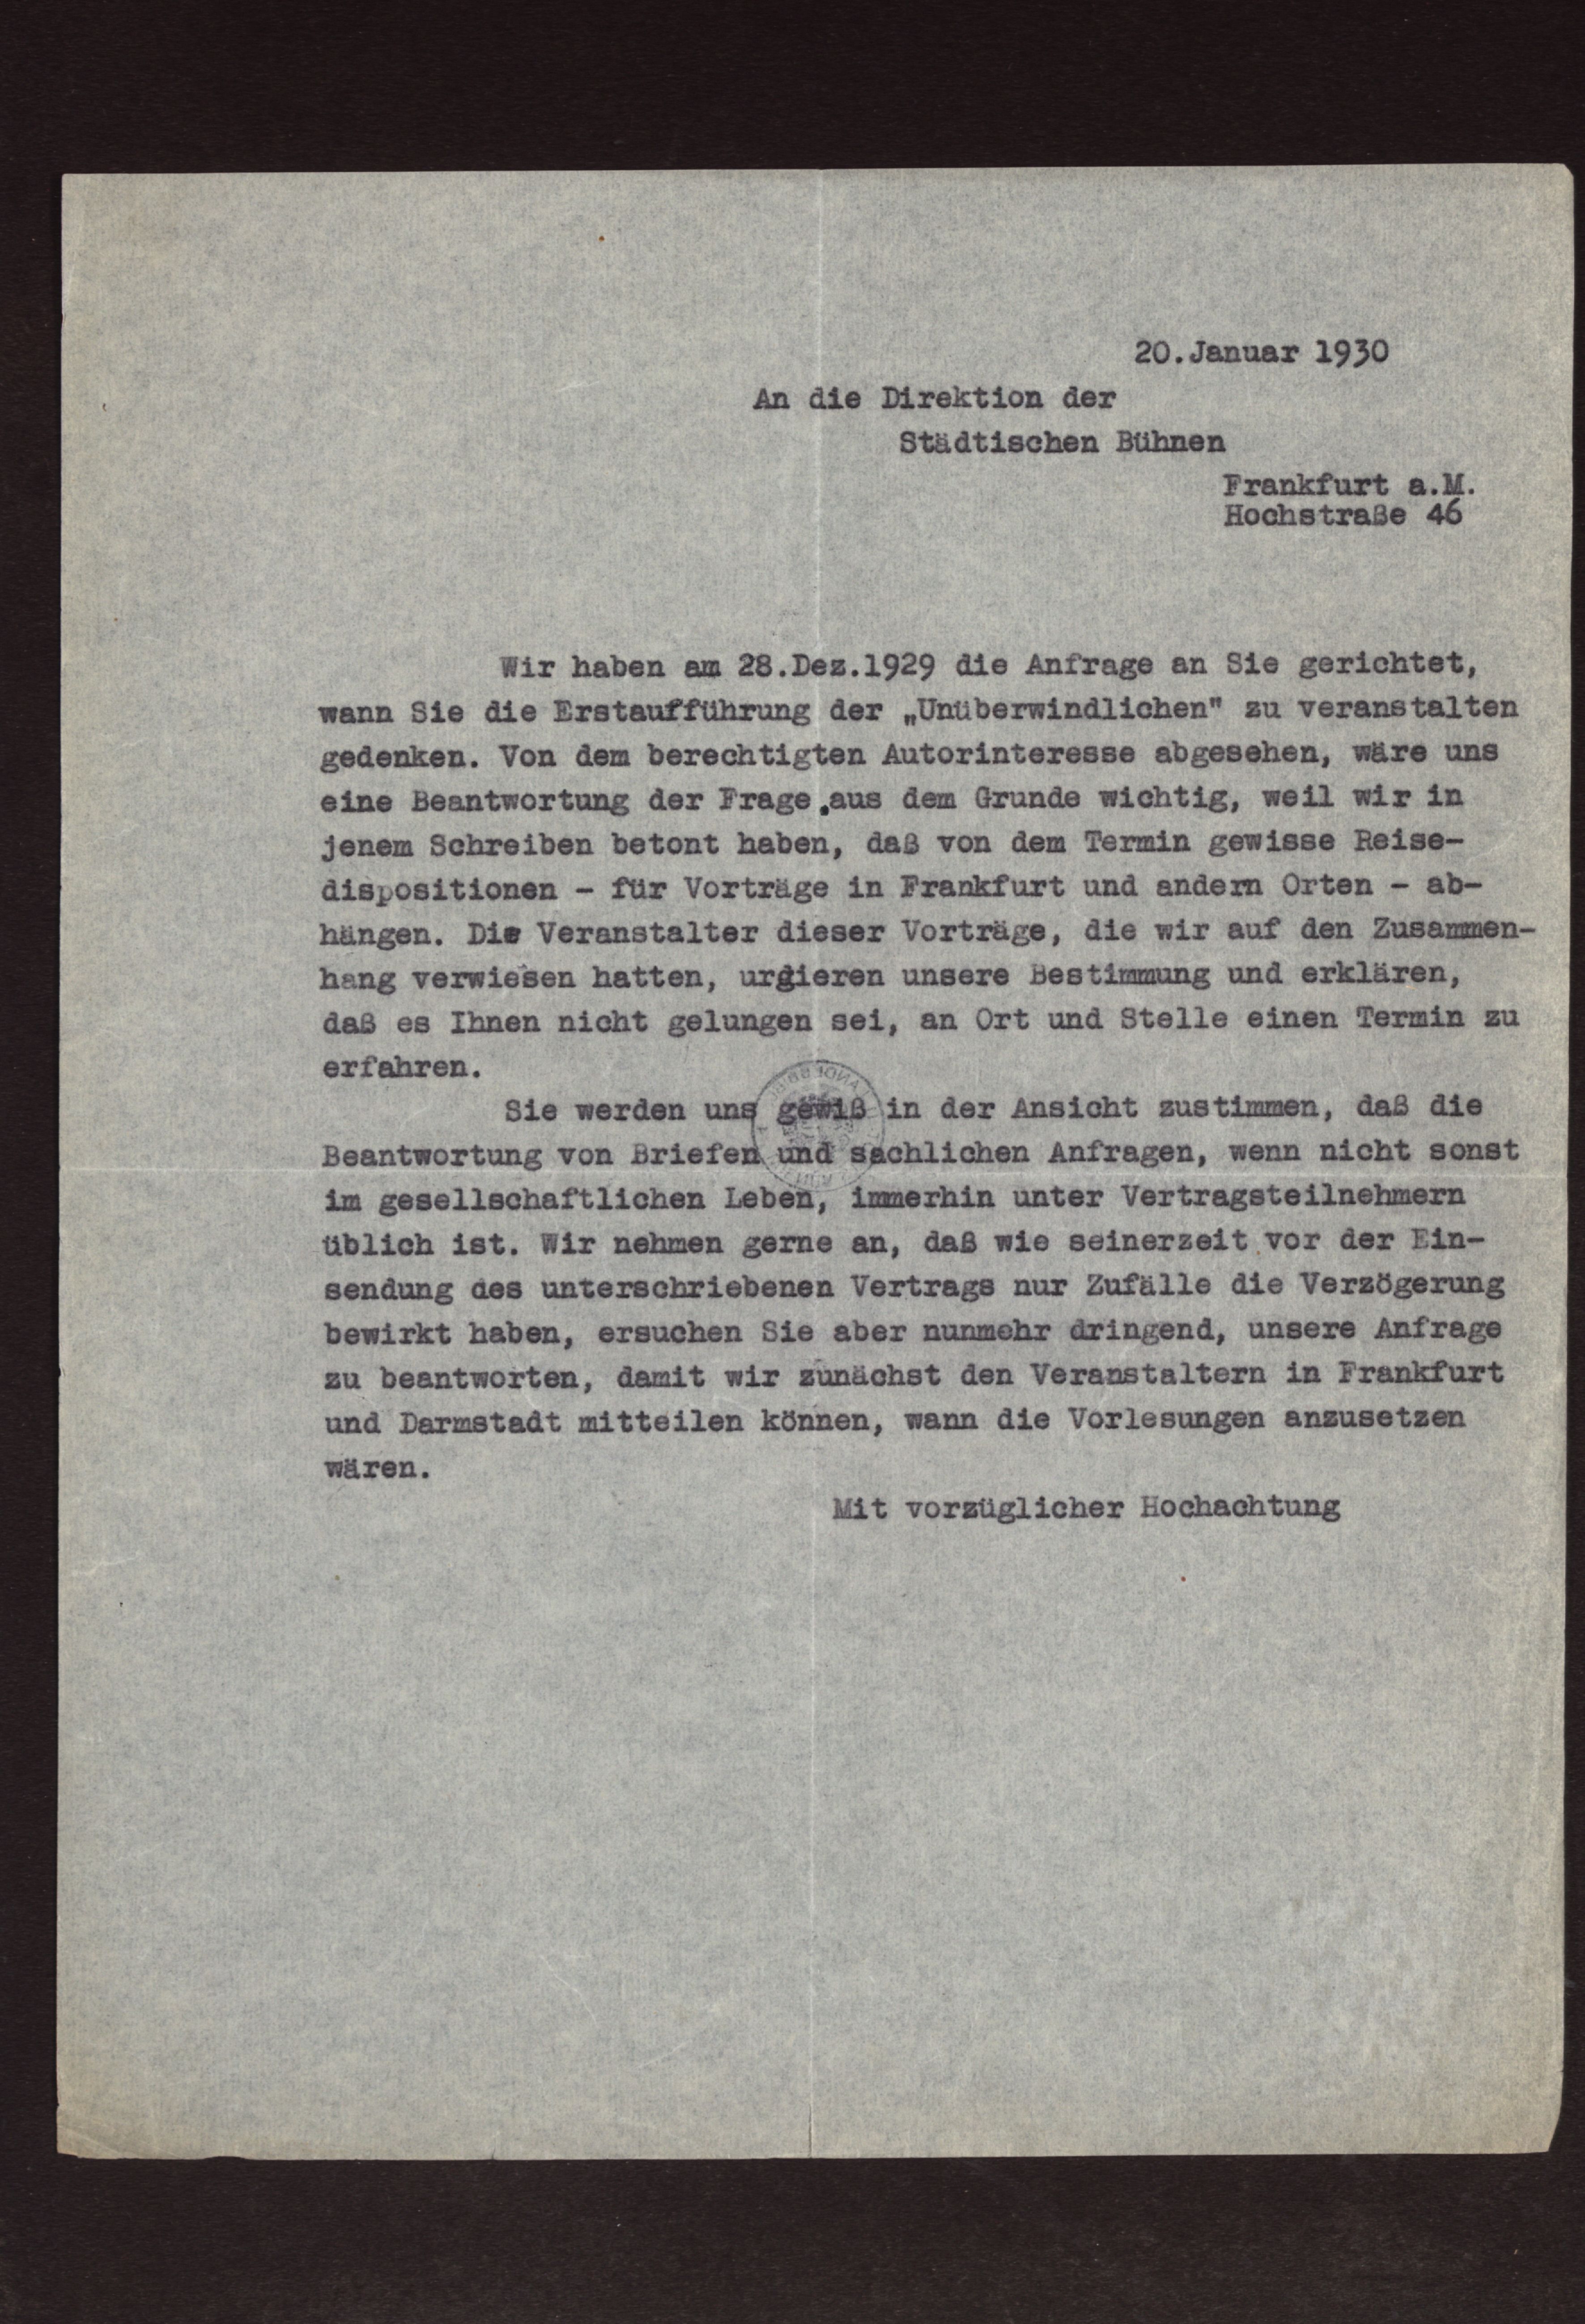 20.Januar 1930
An die Direktion der
Städtischen Bühnen
Frankfurt a.M.
Hochstraße 46
Wir haben am 28.Dez.1929 die Anfrage an Sie gerichtet,
wann Sie die Erstaufführung der „Unüberwindlichen" zu veranstalten
gedenken. Von dem berechtigten Autorinteresse abgesehen, wäre uns
eine Beantwortung der Frage aus dem Grunde wichtig, weil wir in
jenem Schreiben betont haben, daß von dem Termin gewisse Reise-
dispositionen - für Vorträge in Frankfurt und andern Orten - ab-
hängen. Die Veranstalter dieser Vorträge, die wir auf den Zusammen-
hang verwiesen hatten, urgieren unsere Bestimmung und erklären,
daß es Ihnen nicht gelungen sei, an Ort und Stelle einen Termin zu
erfahren.
Sie werden uns gewiß in der Ansicht zustimmen, daß die
Beantwortung von Briefen und sachlichen Anfragen, wenn nicht sonst
im gesellschaftlichen Leben, immerhin unter Vertragsteilnehmern
üblich ist. Wir nehmen gerne an, daß wie seinerzeit vor der Ein-
sendung des unterschriebenen Vertrags nur Zufälle die Verzögerung
bewirkt haben, ersuchen Sie aber nunmehr dringend, unsere Anfrage
zu beantworten, damit wir zunächst den Veranstaltern in Frankfurt
und Darmstadt mitteilen können, wann die Vorlesungen anzusetzen
wären.
Mit vorzüglicher Hochachtung